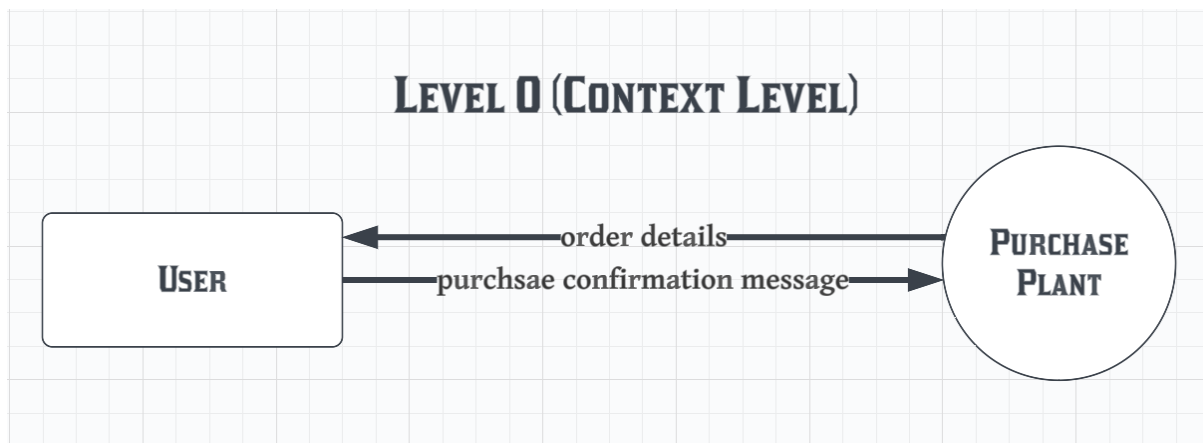 Level 0 (Context Level)
order details
purchsae confirmation message
User
Purchase
Plant